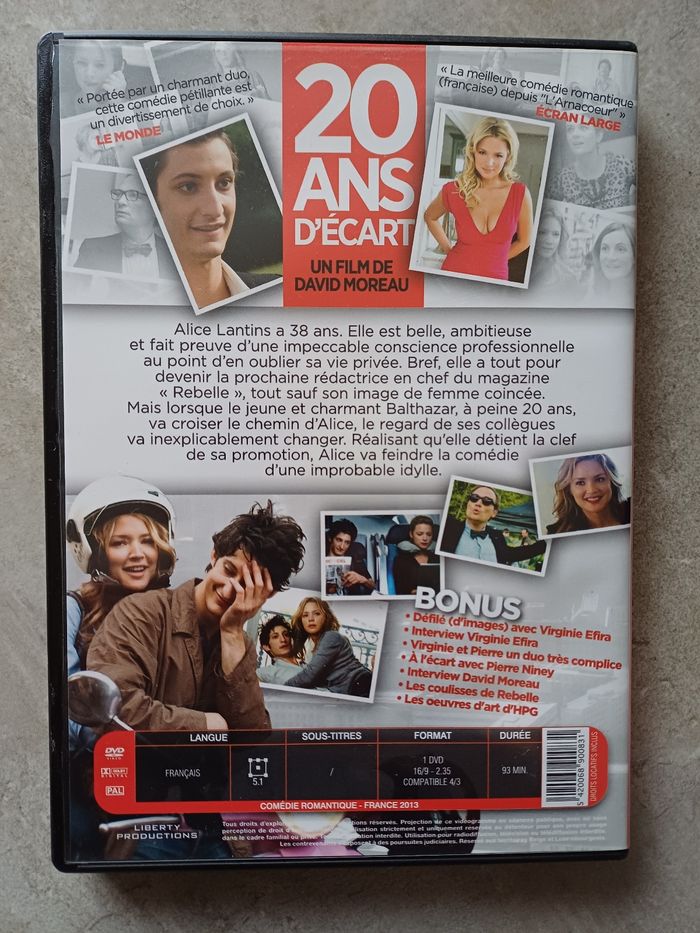 « Portée par un charmant duo,
cette comédie pétillante est
un divertissement de choix. »
LE MONDE
20
ANS
D'ÉCART
UN FILM DE
DAVID MOREAU
« La meilleure comédie romantique
(française) depuis "L'Arnacoeur" »
ÉCRAN LARGE
Alice Lantins a 38 ans. Elle est belle, ambitieuse
et fait preuve d'une impeccable conscience professionnelle
au point d'en oublier sa vie privée. Bref, elle a tout pour
devenir la prochaine rédactrice en chef du magazine
« Rebelle », tout sauf son image de femme coincée.
Mais lorsque le jeune et charmant Balthazar, à peine 20 ans,
va croiser le chemin d'Alice, le regard de ses collègues
va inexplicablement changer. Réalisant qu'elle détient la clef
de sa promotion, Alice va feindre la comédie
d'une improbable idylle.
BONUS
• Défilé (d'images) avec Virginie Efira
• Interview Virginie Efira
• Virginie et Pierre un duo très complice
• À l'écart avec Pierre Niney
• Interview David Moreau
• Les coulisses de Rebelle
• Les oeuvres d'art d'HPG
LANGUE
SOUS-TITRES
FORMAT
DURÉE
DVD
VIDEO
PAL
FRANÇAIS
5.1
/
1 DVD
16/9 - 2.35
COMPATIBLE 4/3
93 MIN.
5 420068 900831
DROITS LOCATIFS INCLUS
COMÉDIE ROMANTIQUE - FRANCE 2013
LIBERTY
PRODUCTIONS